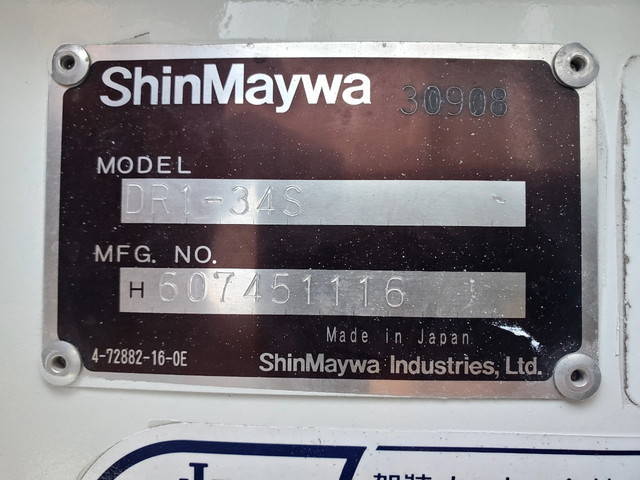 ShinMaywa 30908
MODEL
DR1-34S
MFG. NO.
H 607451116
Made in Japan
4-72882-16-0E
ShinMaywa Industries, Ltd.